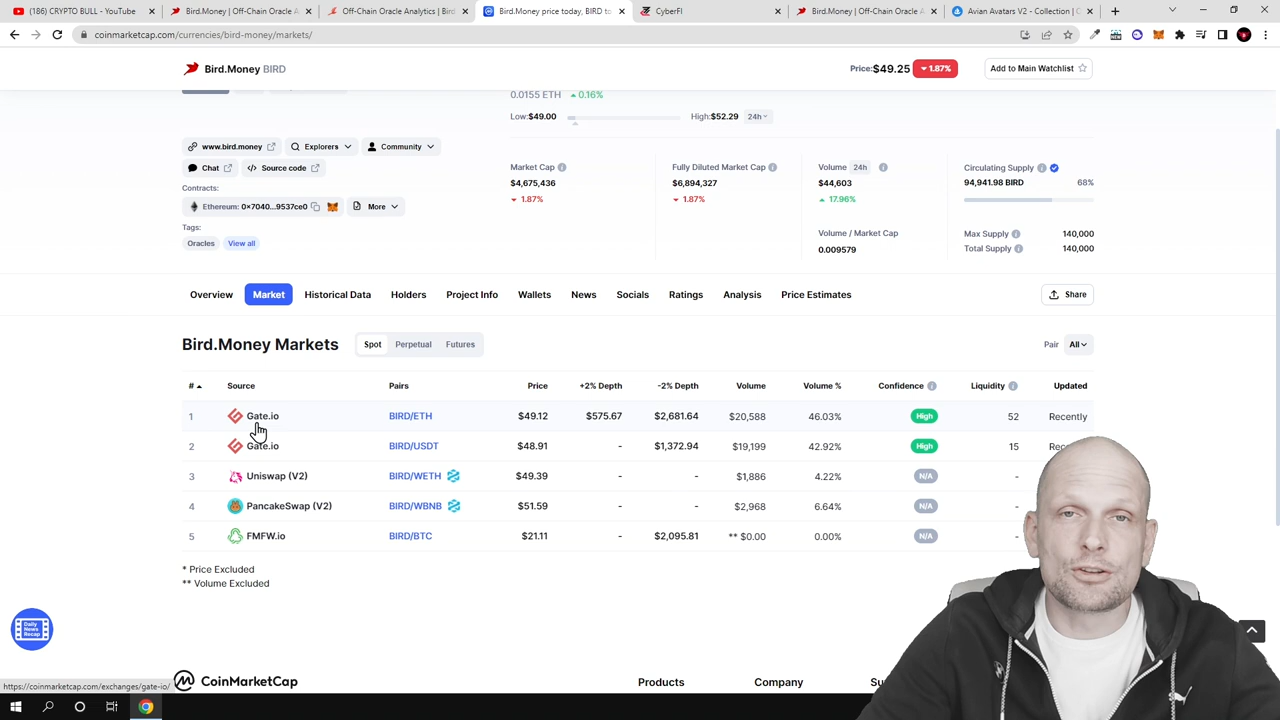 (186) CRYPTO BULL - YouTube
Bird.Money | Off-Chain Oracle A
Off-Chain Oracle Analytics | Bird
Bird.Money price today, BIRD to
CyberFI
Bird.Money | Off-Chain Oracle A
Avian Avatars V2 - Collection | O
coinmarketcap.com/currencies/bird-money/markets/
Bird.Money BIRD
Price: $49.25 1.87%
Add to Main Watchlist
0.0155 ETH 0.16%
Low: $49.00 High: $52.29 24h
www.bird.money Explorers Community
Chat Source code
Contracts:
Ethereum: 0x7040...9537ce0 More
Tags:
Oracles View all
Market Cap
$4,675,436
1.87%
Fully Diluted Market Cap
$6,894,327
1.87%
Volume 24h
$44,603
17.96%
Volume / Market Cap
0.009579
Circulating Supply
94,941.98 BIRD 68%
Max Supply 140,000
Total Supply 140,000
Overview Market Historical Data Holders Project Info Wallets News Socials Ratings Analysis Price Estimates Share
Bird.Money Markets Spot Perpetual Futures Pair All
# Source Pairs Price +2% Depth -2% Depth Volume Volume % Confidence Liquidity Updated
1 Gate.io BIRD/ETH $49.12 $575.67 $2,681.64 $20,588 46.03% High 52 Recently
2 Gate.io BIRD/USDT $48.91 - $1,372.94 $19,199 42.92% High 15
3 Uniswap (V2) BIRD/WETH $49.39 - - $1,886 4.22% N/A -
4 PancakeSwap (V2) BIRD/WBNB $51.59 - - $2,968 6.64% N/A -
5 FMFW.io BIRD/BTC $21.11 - $2,095.81 ** $0.00 0.00% N/A -
* Price Excluded
** Volume Excluded
Daily
News
Recap
https://coinmarketcap.com/exchanges/gate-io/
CoinMarketCap
Products Company